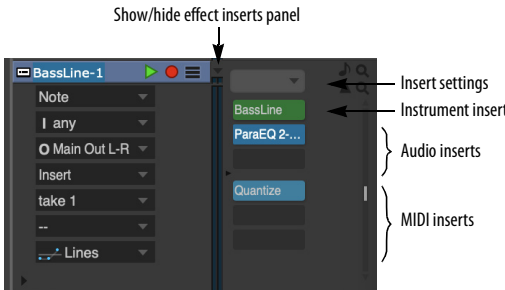 Show/hide effect inserts panel
BassLine-1
Note
I any
O Main Out L-R
Insert
take 1
--
Lines
BassLine
ParaEQ 2-...
Quantize
Insert settings
Instrument insert
Audio inserts
MIDI inserts